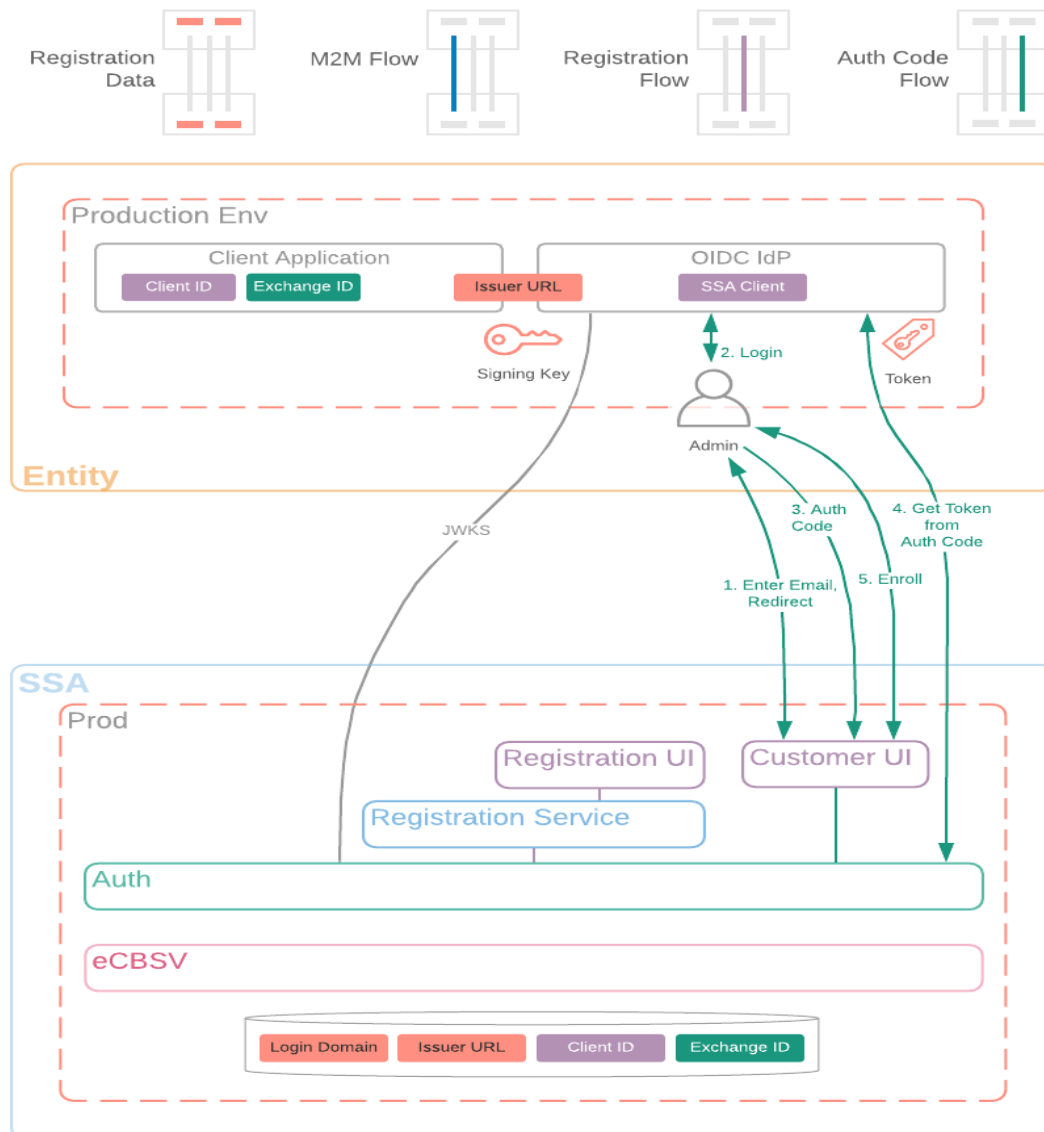 Registration
Data
M2M Flow
Registration
Flow
Auth Code
Flow
Production Env
Client Application
OIDC IdP
Client ID
Exchange ID
Issuer URL
SSA Client
2. Login
Signing Key
Token
Admin
Entity
JWKS
3. Auth
Code
4. Get Token
from
Auth Code
1. Enter Email,
Redirect
5. Enroll
SSA
Prod
Registration UI
Customer UI
Registration Service
Auth
eCBSV
Login Domain
Issuer URL
Client ID
Exchange ID